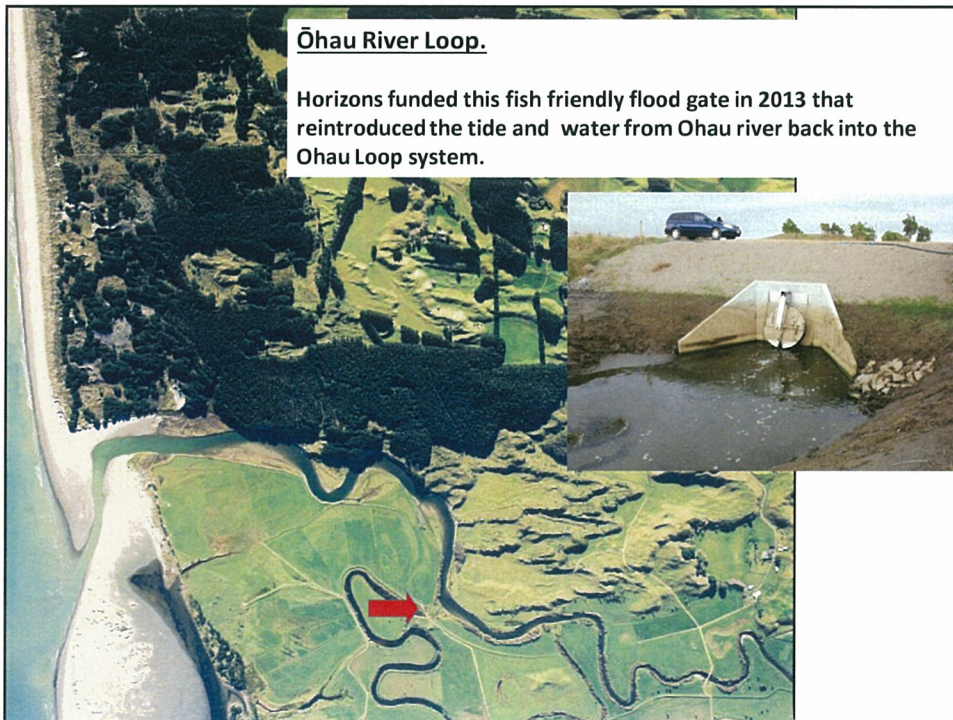 Ōhau River Loop.
Horizons funded this fish friendly flood gate in 2013 that
reintroduced the tide and water from Ohau river back into the
Ohau Loop system.